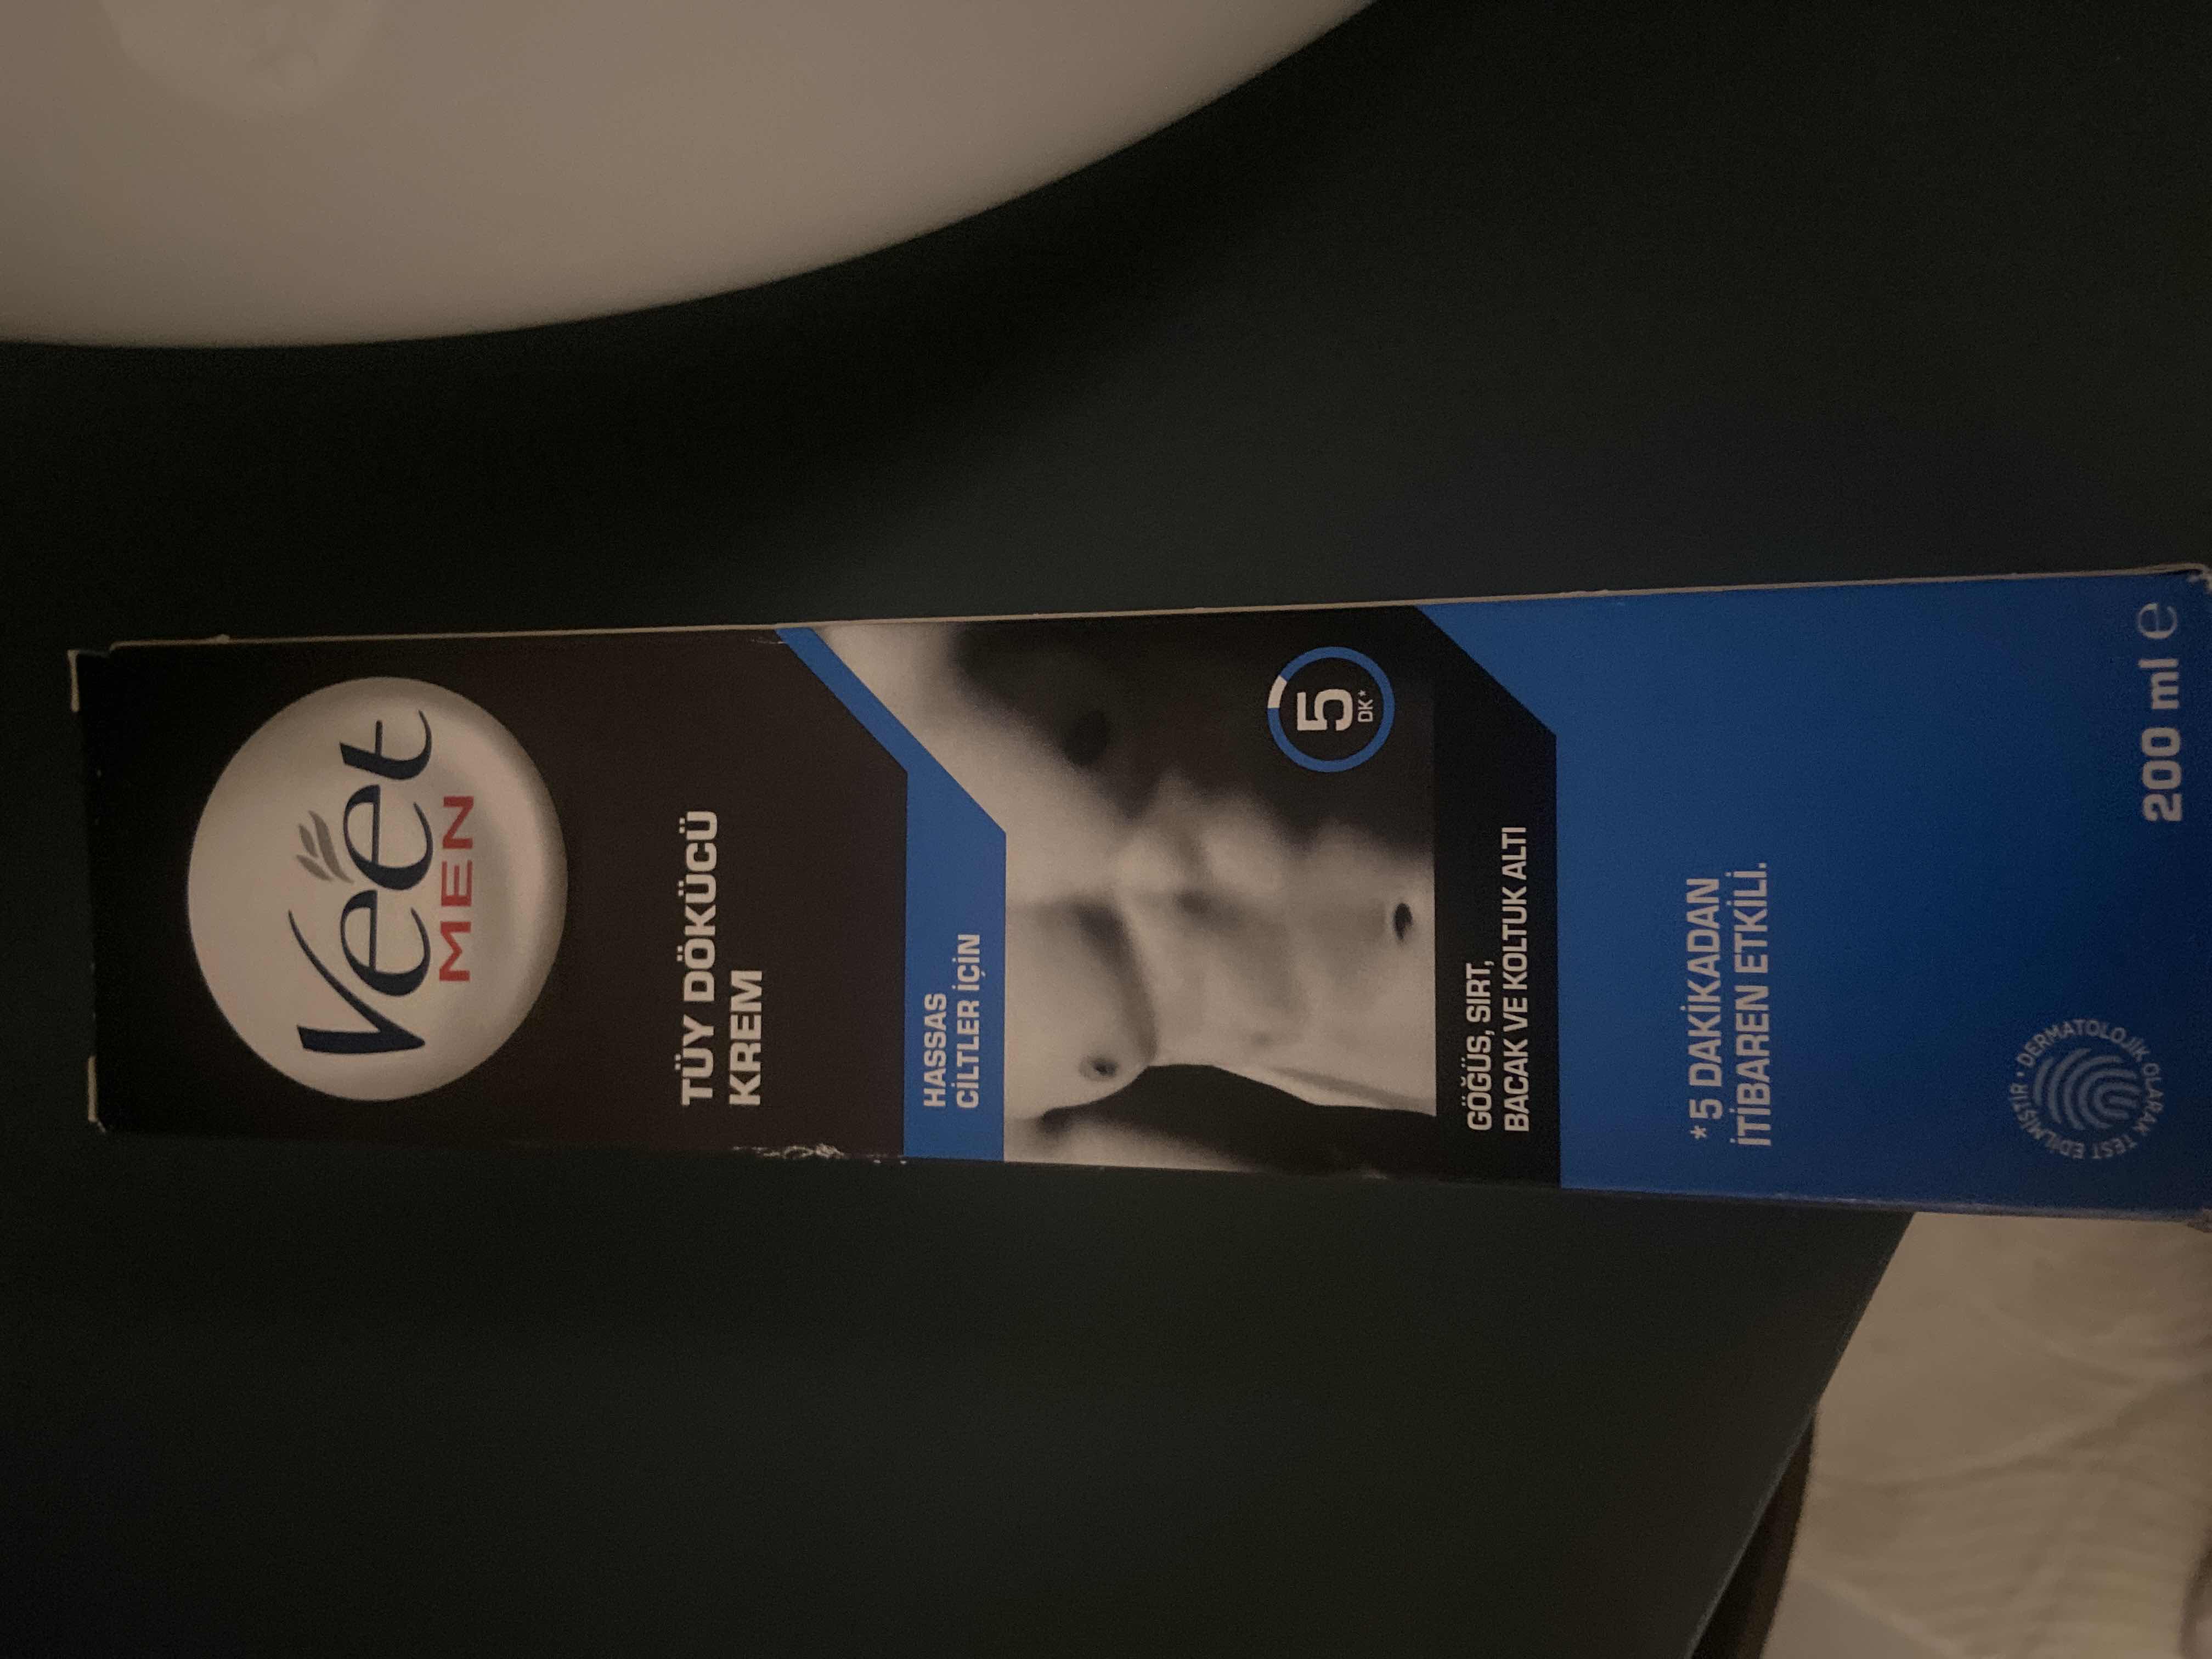 Veet
MEN
TÜY DÖKÜCÜ
KREM
HASSAS
CİLTLER İÇİN
5
DK*
GÖĞÜS, SIRT,
BACAK VE KOLTUK ALTI
*5 DAKİKADAN
İTİBAREN ETKİLİ.
DERMATOLOJİK OLARAK TEST EDİLMİŞTİR •
200 ml e